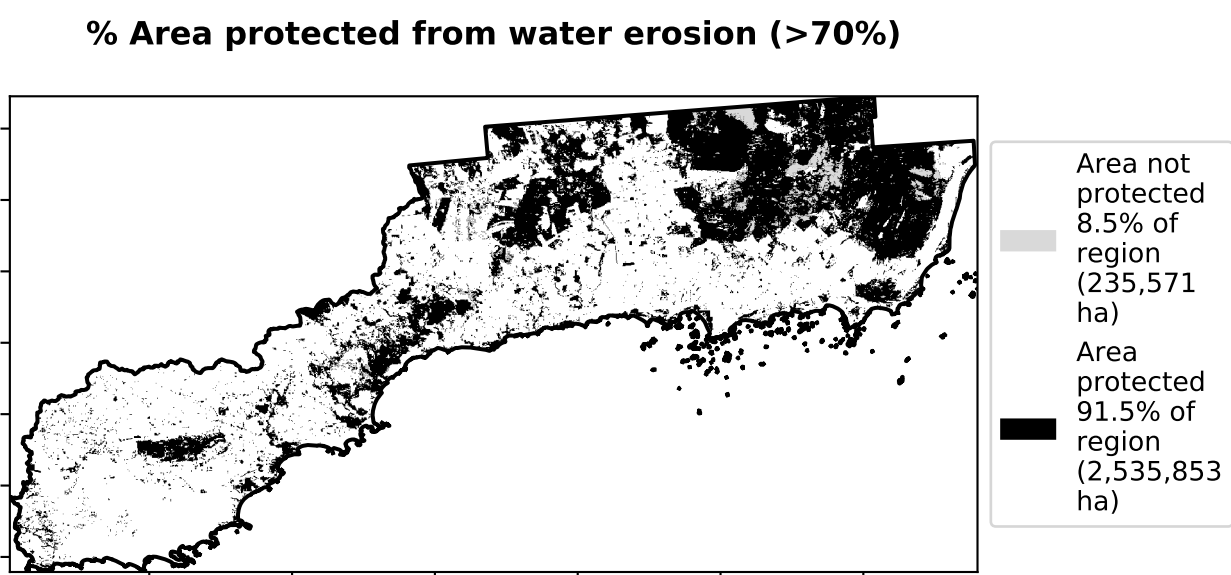 % Area protected from water erosion (>70%)
Area not
protected
8.5% of
region
(235,571
ha)
Area
protected
91.5% of
region
(2,535,853
ha)